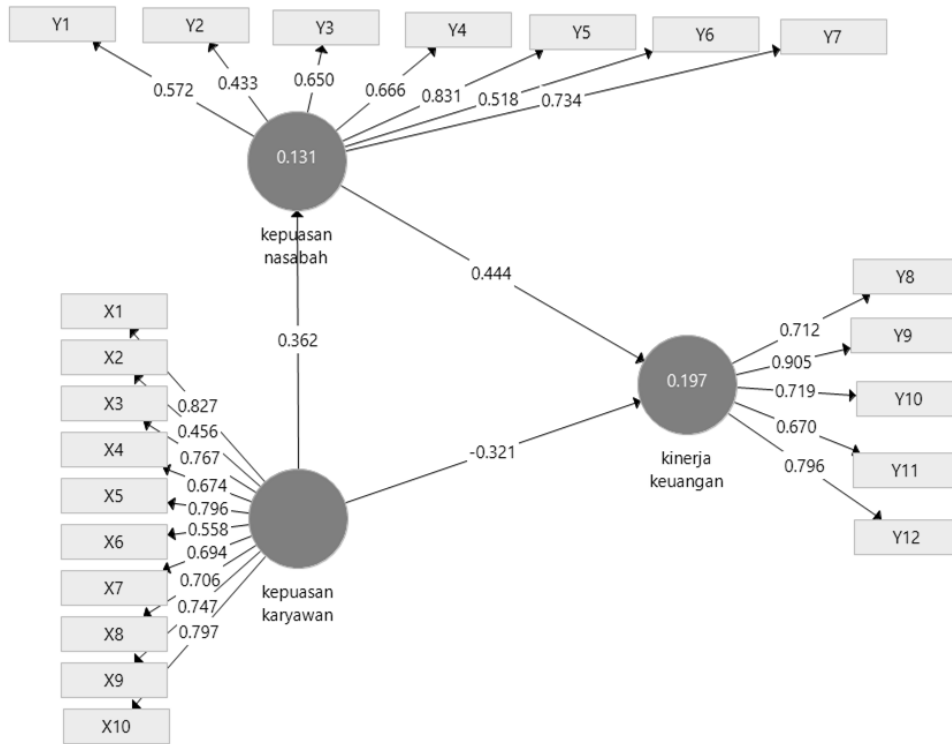 Y1
Y2
Y3
Y4
Y5
Y6
Y7
0.572
0.433
0.650
0.666
0.831
0.518
0.734
0.131
kepuasan
nasabah
0.444
0.362
-0.321
X1
X2
X3
X4
X5
X6
X7
X8
X9
X10
0.827
0.456
0.767
0.674
0.796
0.558
0.694
0.706
0.747
0.797
kepuasan
karyawan
0.197
kinerja
keuangan
0.712
0.905
0.719
0.670
0.796
Y8
Y9
Y10
Y11
Y12